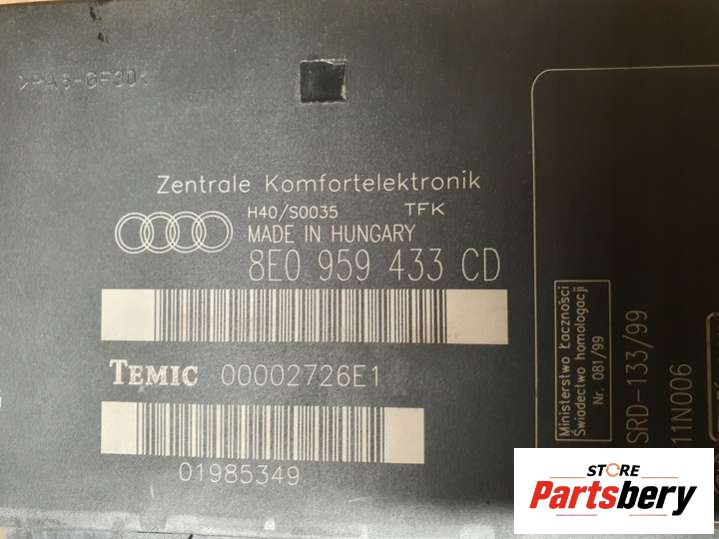 >PA6-GF30<
Zentrale Komfortelektronik
H40/S0035 TFK
MADE IN HUNGARY
8E0 959 433 CD
TEMIC 00002726E1
01985349
Ministerstwo Łączności
Świadectwo homologacji
Nr. 081/99
SRD-133/99
11N006
STORE
Partsbery